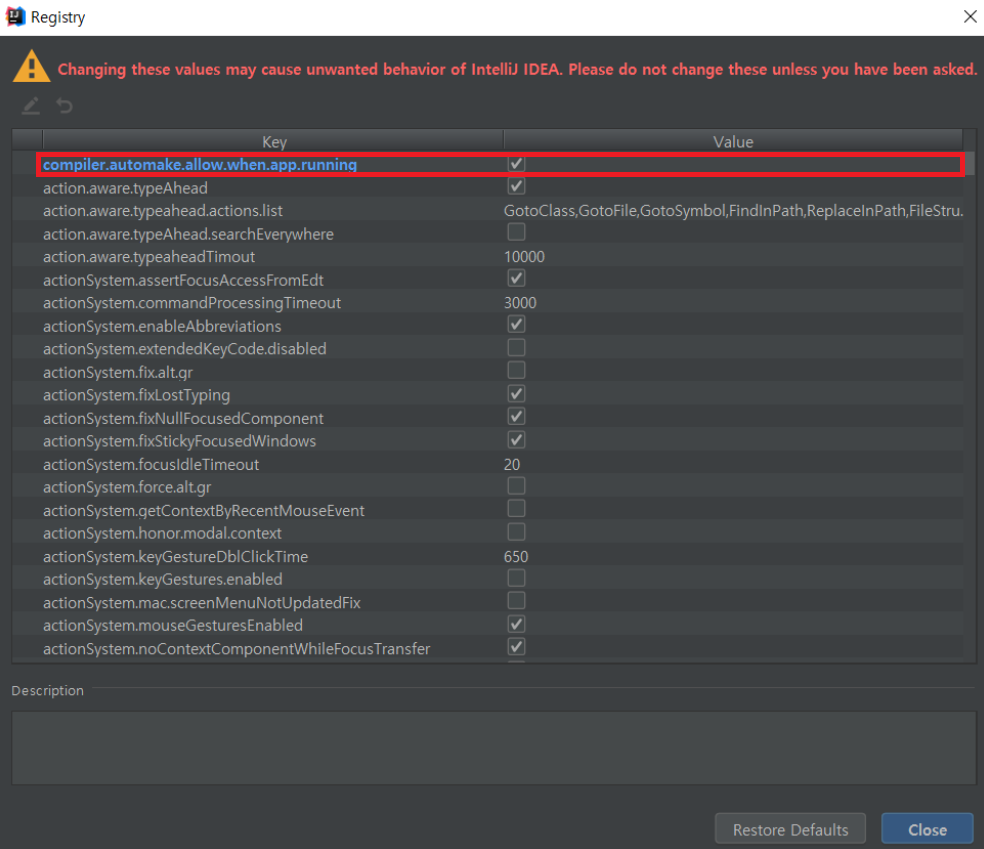 Registry
Changing these values may cause unwanted behavior of IntelliJ IDEA. Please do not change these unless you have been asked.
Key Value
compiler.automake.allow.when.app.running
action.aware.typeAhead
action.aware.typeahead.actions.list GotoClass,GotoFile,GotoSymbol,FindInPath,ReplaceInPath,FileStru...
action.aware.typeAhead.searchEverywhere
action.aware.typeaheadTimout 10000
actionSystem.assertFocusAccessFromEdt
actionSystem.commandProcessingTimeout 3000
actionSystem.enableAbbreviations
actionSystem.extendedKeyCode.disabled
actionSystem.fix.alt.gr
actionSystem.fixLostTyping
actionSystem.fixNullFocusedComponent
actionSystem.fixStickyFocusedWindows
actionSystem.focusIdleTimeout 20
actionSystem.force.alt.gr
actionSystem.getContextByRecentMouseEvent
actionSystem.honor.modal.context
actionSystem.keyGestureDblClickTime 650
actionSystem.keyGestures.enabled
actionSystem.mac.screenMenuNotUpdatedFix
actionSystem.mouseGesturesEnabled
actionSystem.noContextComponentWhileFocusTransfer
Description
Restore Defaults Close